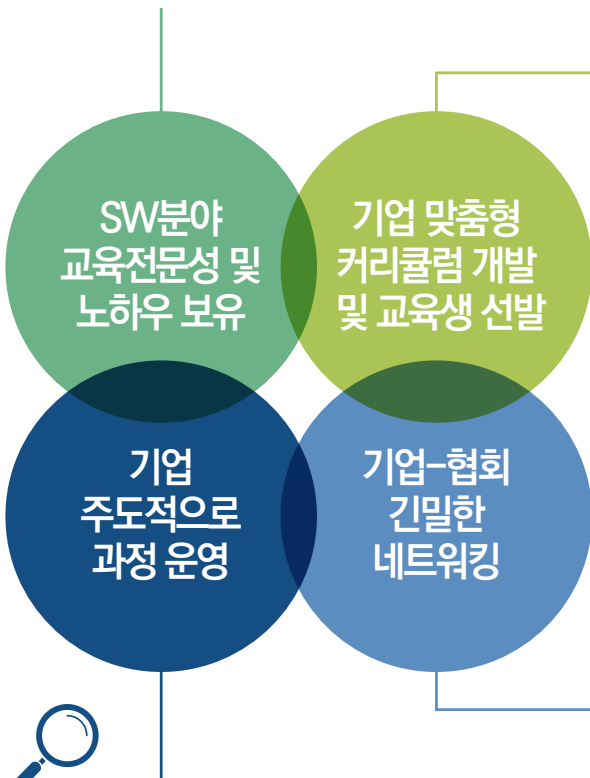 SW분야
교육전문성 및
노하우 보유
기업 맞춤형
커리큘럼 개발
및 교육생 선발
기업
주도적으로
과정 운영
기업-협회
긴밀한
네트워킹